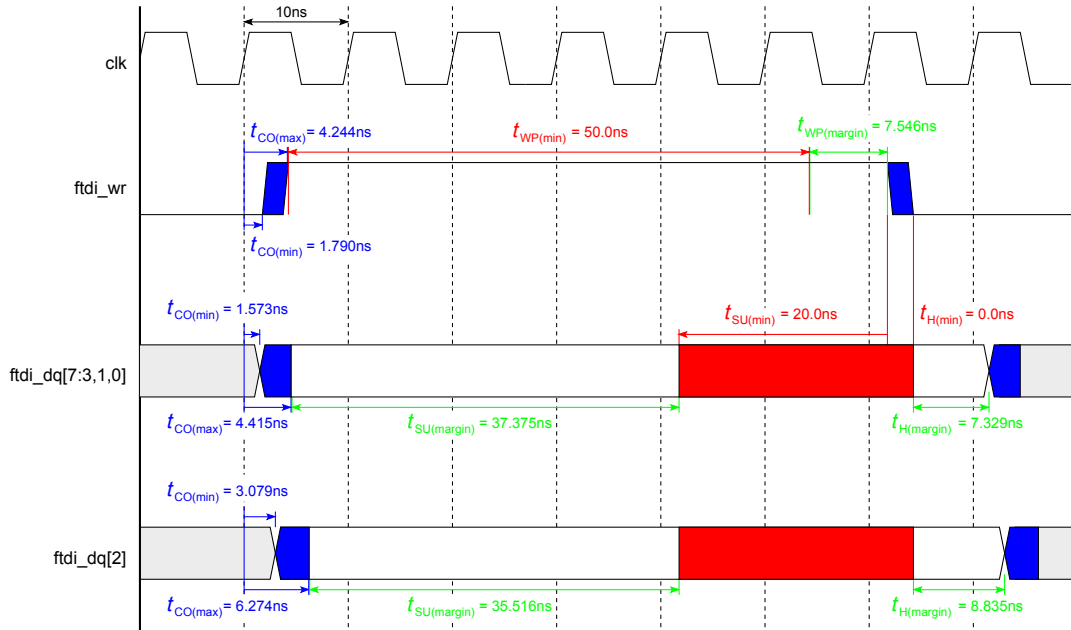 10ns
clk
tCO(max) = 4.244ns
tWP(min) = 50.0ns
tWP(margin) = 7.546ns
ftdi_wr
tCO(min) = 1.790ns
tCO(min) = 1.573ns
tSU(min) = 20.0ns
tH(min) = 0.0ns
ftdi_dq[7:3,1,0]
tCO(max) = 4.415ns
tSU(margin) = 37.375ns
tH(margin) = 7.329ns
tCO(min) = 3.079ns
ftdi_dq[2]
tCO(max) = 6.274ns
tSU(margin) = 35.516ns
tH(margin) = 8.835ns